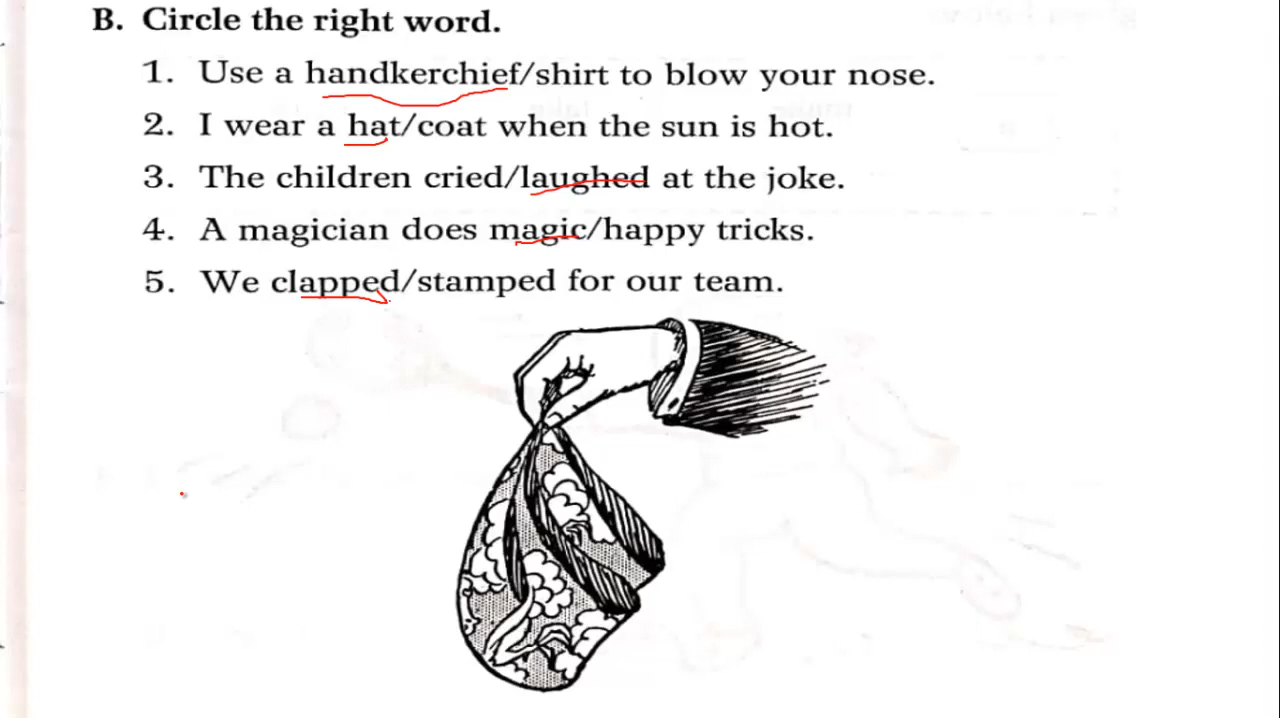 B. Circle the right word.
1. Use a handkerchief/shirt to blow your nose.
2. I wear a hat/coat when the sun is hot.
3. The children cried/laughed at the joke.
4. A magician does magic/happy tricks.
5. We clapped/stamped for our team.